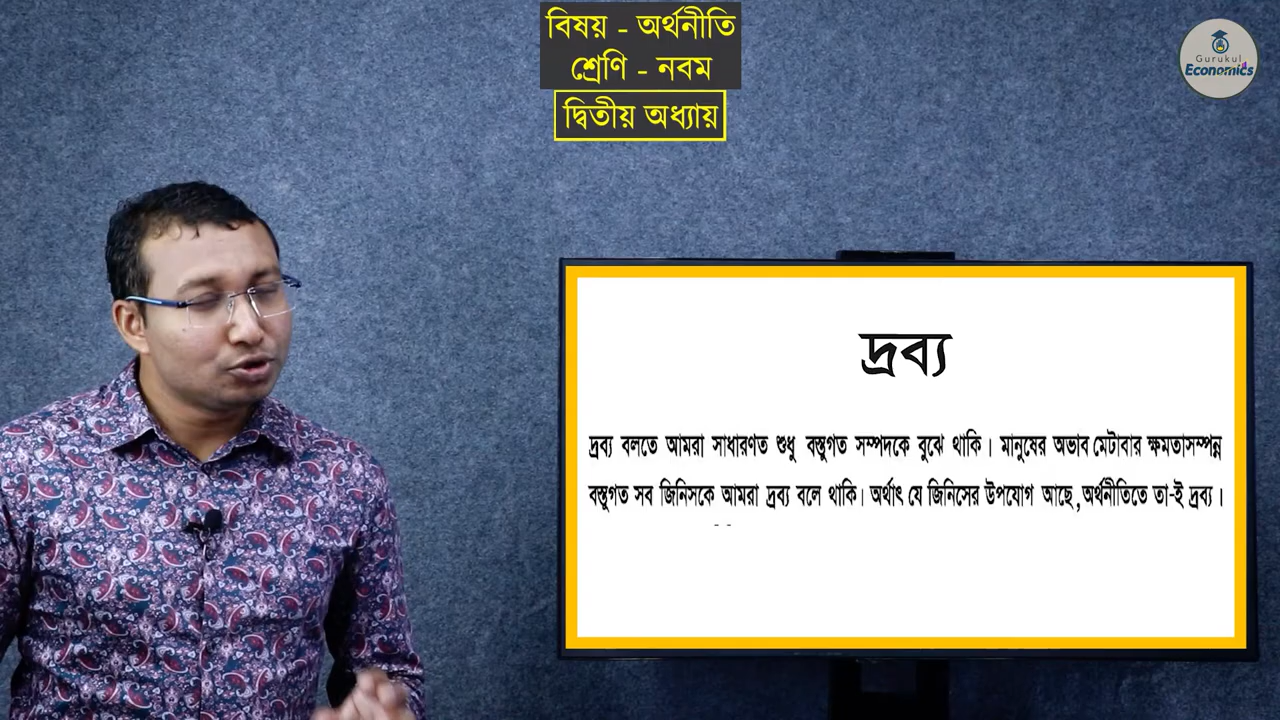 বিষয় - অর্থনীতি
শ্রেণি - নবম
দ্বিতীয় অধ্যায়
Gurukul
Economics
দ্রব্য
দ্রব্য বলতে আমরা সাধারণত শুধু বস্তুগত সম্পদকে বুঝে থাকি। মানুষের অভাব মেটাবার ক্ষমতাসম্পন্ন
বস্তুগত সব জিনিসকে আমরা দ্রব্য বলে থাকি। অর্থাৎ যে জিনিসের উপযোগ আছে,অর্থনীতিতে তা-ই দ্রব্য।